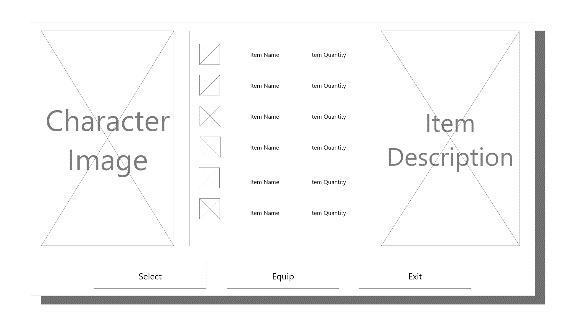 Character
Image
Item Name Item Quantity
Item Name Item Quantity
Item Name Item Quantity
Item Name Item Quantity
Item Name Item Quantity
Item Name Item Quantity
Item
Description
Select
Equip
Exit